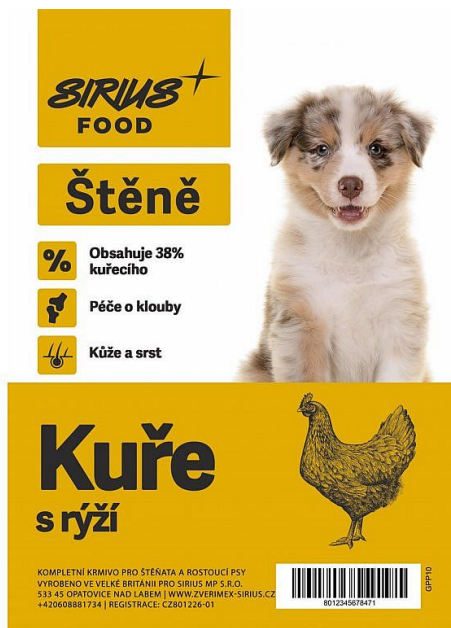 SIRIUS
FOOD
Štěně
%
Obsahuje 38%
kuřecího
Péče o klouby
Kůže a srst
Kuře
s rýží
KOMPLETNÍ KRMIVO PRO ŠTĚŇATA A ROSTOUCÍ PSY
VYROBENO VE VELKÉ BRITÁNII PRO SIRIUS MP S.R.O.
533 45 OPATOVICE NAD LABEM | WWW.ZVERIMEX-SIRIUS.CZ
+420608881734 | REGISTRACE: CZ801226-01
8012345678471
GPP10